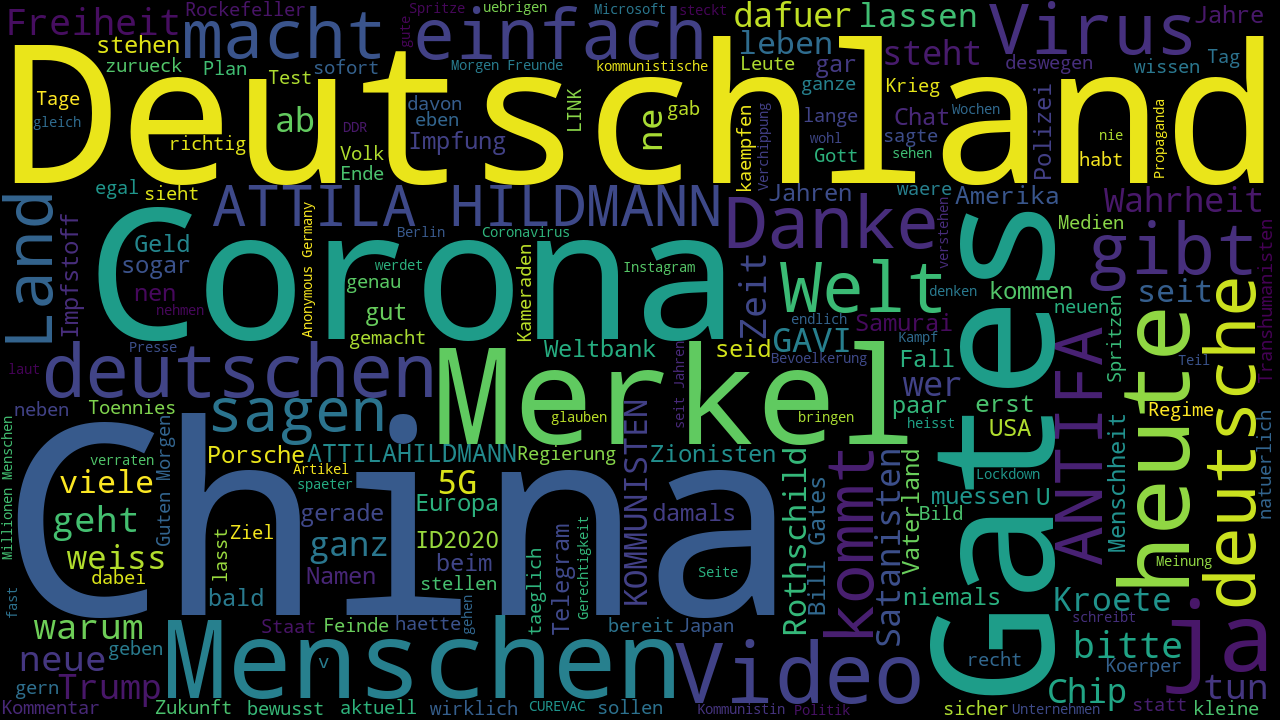 Freiheit
Rockefeller
macht
gute
Spritze
uebrigen
einfach
Microsoft
steckt
dafuer
lassen
Virus
Jahre
stehen
zurueck
Plan
Test
sofort
Morgen Freunde
kommunistische
leben
Leute
gar
ganze
steht
deswegen
wissen
Tag
Deutschland
Tage
gleich
richtig
ab
DDR
davon
eben
Impfung
Volk
Ende
LINK
ne
gab
kaempfen
Verchippung
lange
wohl
Gott
Krieg
Chat
sagte
sehen
Polizei
nie
habt
Propaganda
egal
sieht
ATTILA HILDMANN
Jahren
waere
Amerika
Wahrheit
Land
Impfstoff
Geld
sogar
nen
nehmen
Corona
Anonymous Germany
Berlin
Coronavirus
werdet
genau
gut
gemacht
Kameraden
Instagram
Danke
Zeit
Welt
verstehen
denken
endlich
Samurai
kommen
Medien
gibt
seit
neuen
Transhumanisten
Presse
laut
deutschen
Weltbank
seid
GAVI
Bevoelkerung
Kampf
Fall
Gates
ANTIFA
Spritzen
heute
Teil
deutsche
neben
Toennies
sagen
Merkel
glauben
seit Jahren
bringen
wer
paar
heisst
erst
USA
Regime
Millionen Menschen
verraten
viele
Guten Morgen
Porsche
ATTILAHILDMANN
Regierung
KOMMUNISTEN
Zionisten
Artikel
spaeter
5G
China
geht
weiss
dabei
lasst
Ziel
gerade
ganz
Europa
ID2020
beim
stellen
Namen
bald
damals
Rothschild
Bill Gates
kommt
Satanisten
Vaterland
Lockdown
muessen
U
Bild
Menschheit
natuerlich
Meinung
fast
taeglich
Telegram
Gerechtigkeit
Seite
niemals
Kroete
schreibt
warum
Staat
Feinde
haette
gehen
bereit
Japan
neue
geben
Menschen
v
Video
recht
bitte
Koerper
ja
gern
Trump
Kommentar
Zukunft
bewusst
aktuell
wirklich
CUREVAC
sollen
Kommunistin
Politik
sicher
Unternehmen
Chip
statt
tun
kleine